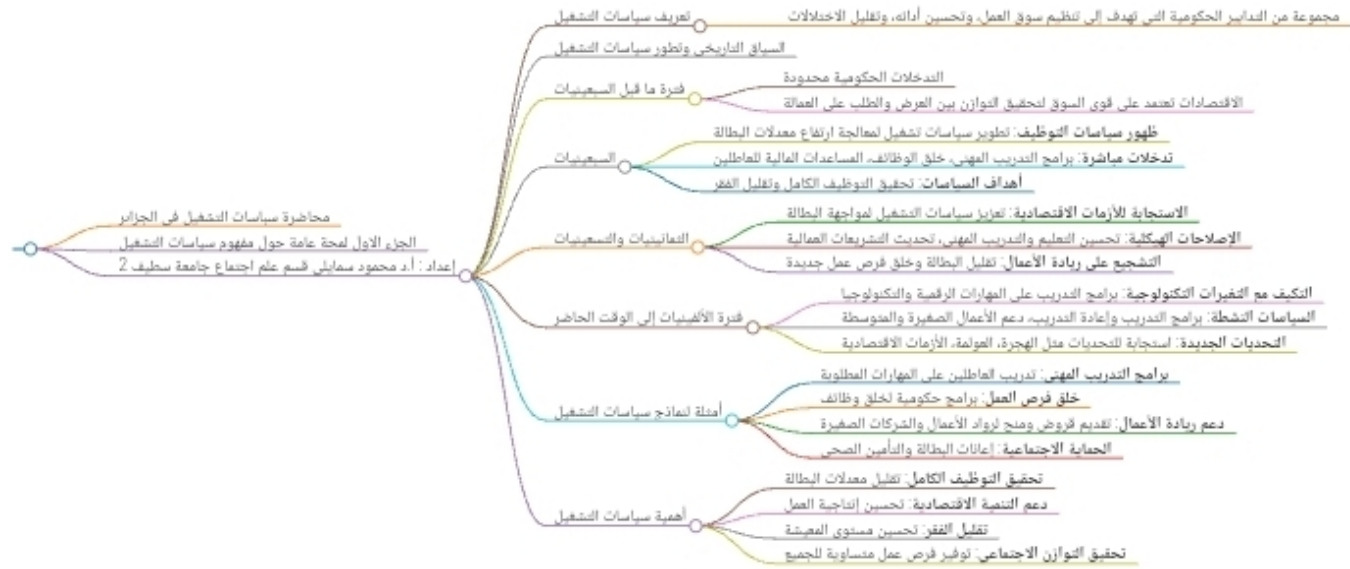 محاضرة سياسات التشغيل في الجزائر
الجزء الاول لمحة عامة حول مفهوم سياسات التشغيل
إعداد : أ.د محمود سمايلي قسم علم اجتماع جامعة سطيف 2
تعريف سياسات التشغيل
مجموعة من التدابير الحكومية التي تهدف إلى تنظيم سوق العمل، وتحسين أدائه، وتقليل الاختلالات
السياق التاريخي وتطور سياسات التشغيل
فترة ما قبل السبعينيات
التدخلات الحكومية محدودة
الاقتصادات تعتمد على قوى السوق لتحقيق التوازن بين العرض والطلب على العمالة
السبعينيات
ظهور سياسات التوظيف: تطوير سياسات تشغيل لمعالجة ارتفاع معدلات البطالة
تدخلات مباشرة: برامج التدريب المهني، خلق الوظائف، المساعدات المالية للعاطلين
أهداف السياسات: تحقيق التوظيف الكامل وتقليل الفقر
الثمانينيات والتسعينيات
الاستجابة للأزمات الاقتصادية: تعزيز سياسات التشغيل لمواجهة البطالة
الإصلاحات الهيكلية: تحسين التعليم والتدريب المهني، تحديث التشريعات العمالية
التشجيع على ريادة الأعمال: تقليل البطالة وخلق فرص عمل جديدة
فترة الألفينيات إلى الوقت الحاضر
التكيف مع التغيرات التكنولوجية: برامج التدريب على المهارات الرقمية والتكنولوجيا
السياسات النشطة: برامج التدريب وإعادة التدريب، دعم الأعمال الصغيرة والمتوسطة
التحديات الجديدة: استجابة للتحديات مثل الهجرة، العولمة، الأزمات الاقتصادية
أمثلة لنماذج سياسات التشغيل
برامج التدريب المهني: تدريب العاطلين على المهارات المطلوبة
خلق فرص العمل: برامج حكومية لخلق وظائف
دعم ريادة الأعمال: تقديم قروض ومنح لرواد الأعمال والشركات الصغيرة
الحماية الاجتماعية: إعانات البطالة والتأمين الصحي
أهمية سياسات التشغيل
تحقيق التوظيف الكامل: تقليل معدلات البطالة
دعم التنمية الاقتصادية: تحسين إنتاجية العمل
تقليل الفقر: تحسين مستوى المعيشة
تحقيق التوازن الاجتماعي: توفير فرص عمل متساوية للجميع